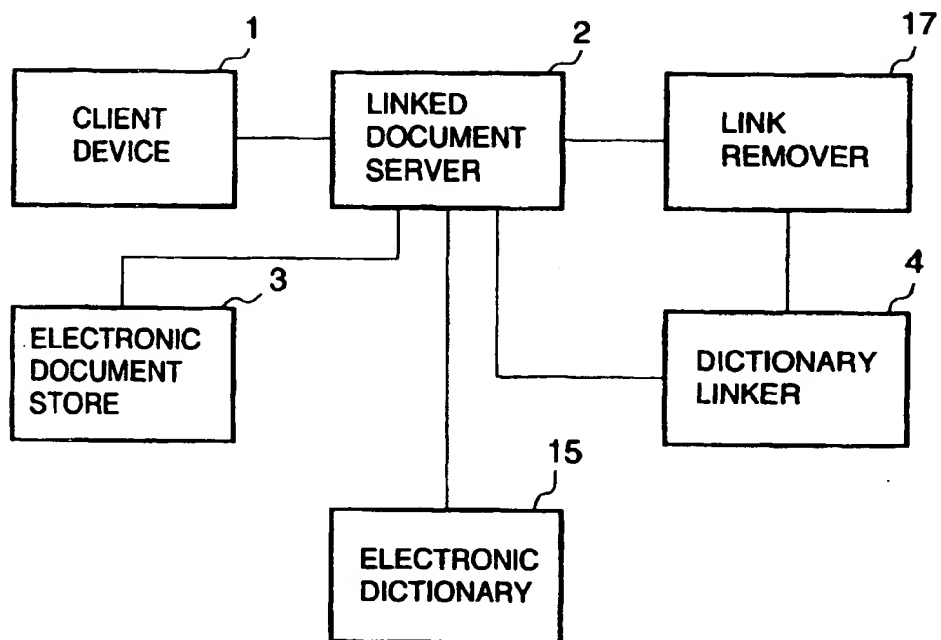 1
CLIENT
DEVICE
2
LINKED
DOCUMENT
SERVER
17
LINK
REMOVER
3
ELECTRONIC
DOCUMENT
STORE
4
DICTIONARY
LINKER
15
ELECTRONIC
DICTIONARY